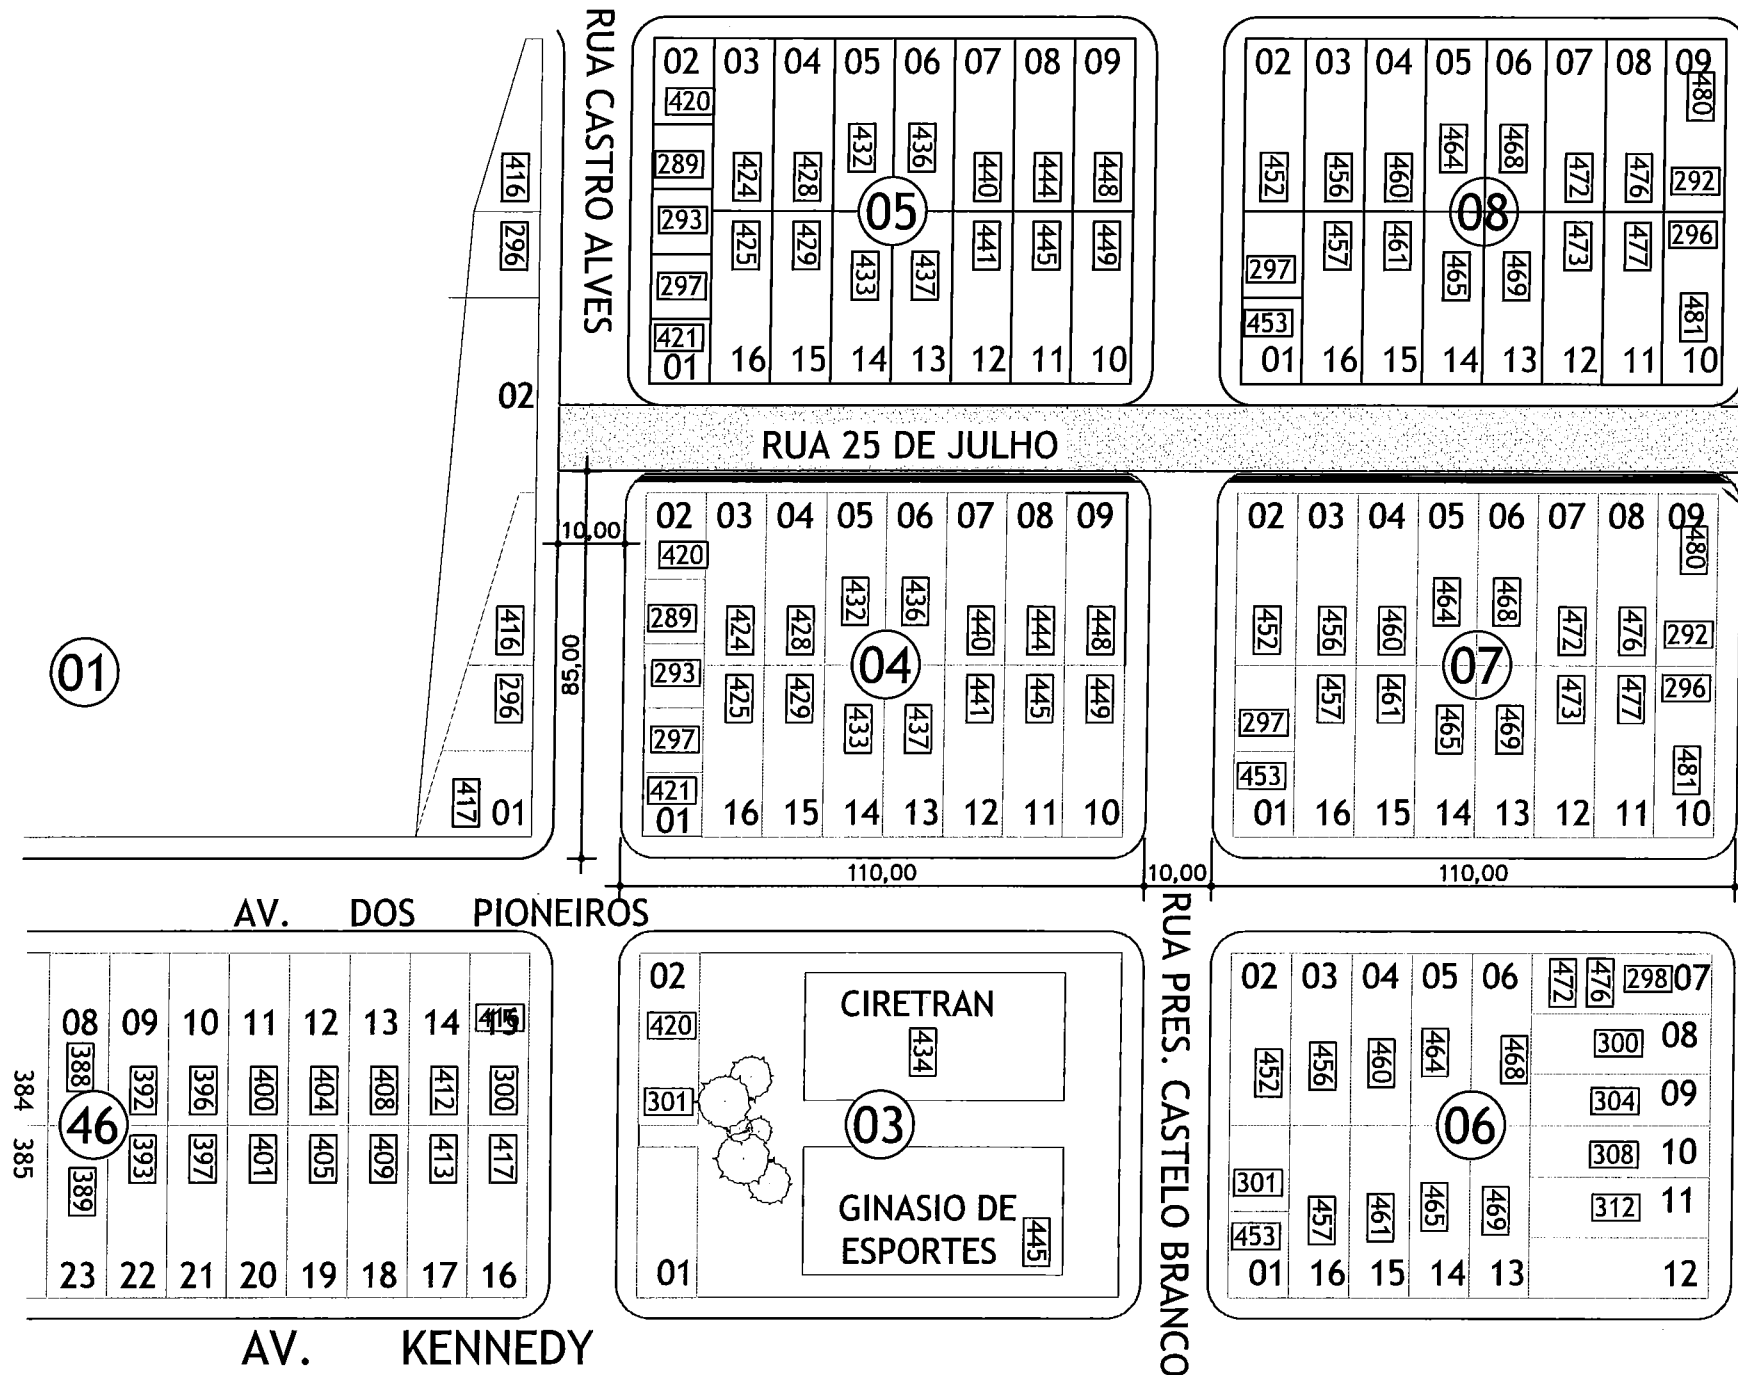 RUA CASTRO ALVES
02 03 04 05 06 07 08 09
420
289 424 428 432 436 440 444 448
293
05
425 429 433 437 441 445 449
297
421
01 16 15 14 13 12 11 10
02 03 04 05 06 07 08 09
480
452 456 460 464 468 472 476 292
08
457 461 465 469 473 477 296
297
453 481
01 16 15 14 13 12 11 10
416
296
02
RUA 25 DE JULHO
10,00
85,00
01
416
296
417 01
02 03 04 05 06 07 08 09
420
289 424 428 432 436 440 444 448
293
04
425 429 433 437 441 445 449
297
421
01 16 15 14 13 12 11 10
02 03 04 05 06 07 08 09
480
452 456 460 464 468 472 476 292
07
457 461 465 469 473 477 296
297
453 481
01 16 15 14 13 12 11 10
110,00 10,00 110,00
AV. DOS PIONEIROS
RUA PRES. CASTELO BRANCO
08 09 10 11 12 13 14 15
384 388 392 396 400 404 408 412 300
46
385 389 393 397 401 405 409 413 417
23 22 21 20 19 18 17 16
02
420
301
01
CIRETRAN
434
03
GINASIO DE
ESPORTES
445
02 03 04 05 06 472 476 298 07
300 08
452 456 460 464 468
304 09
06
308 10
301 312 11
453 457 461 465 469
01 16 15 14 13 12
AV. KENNEDY